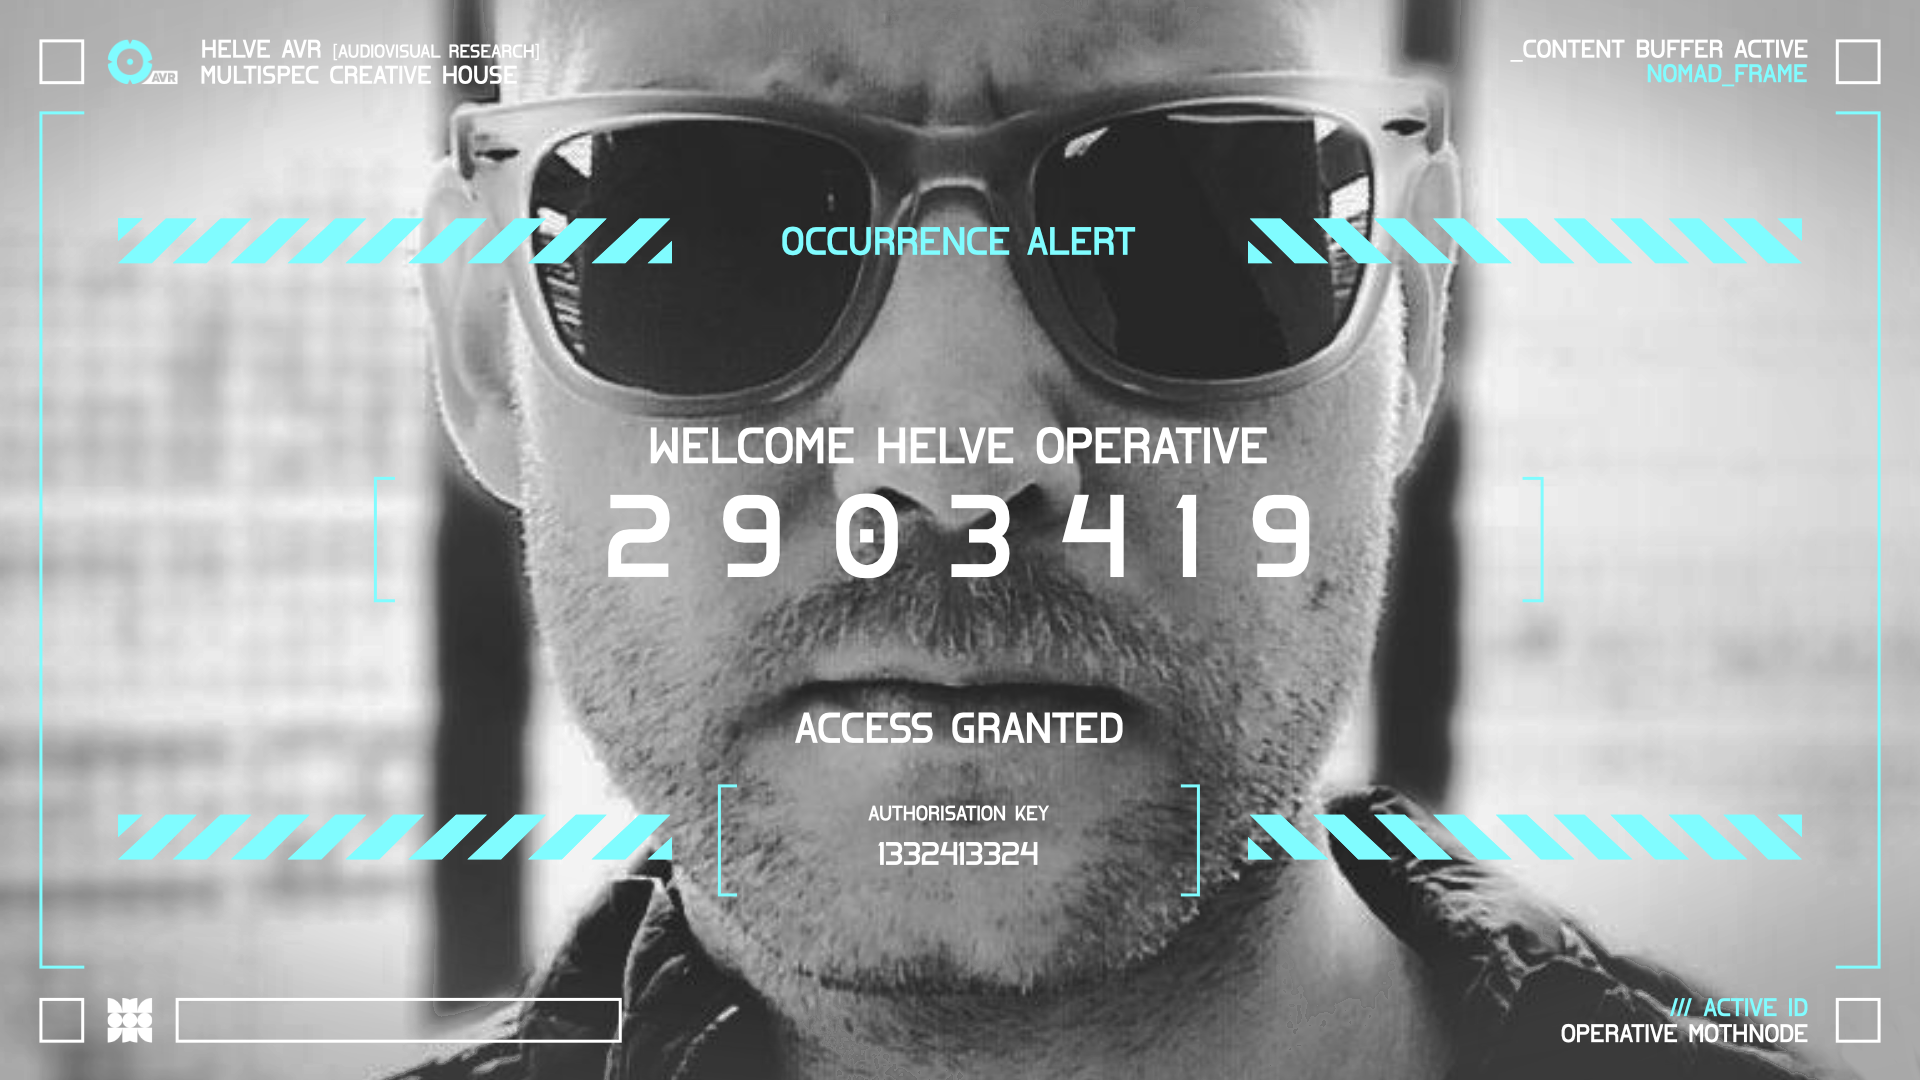 HELVE AVR [AUDIOVISUAL RESEARCH]
MULTISPEC CREATIVE HOUSE
AVR
_CONTENT BUFFER ACTIVE
NOMAD_FRAME
OCCURRENCE ALERT
WELCOME HELVE OPERATIVE
2903419
ACCESS GRANTED
AUTHORISATION KEY
1332413324
/// ACTIVE ID
OPERATIVE MOTHNODE